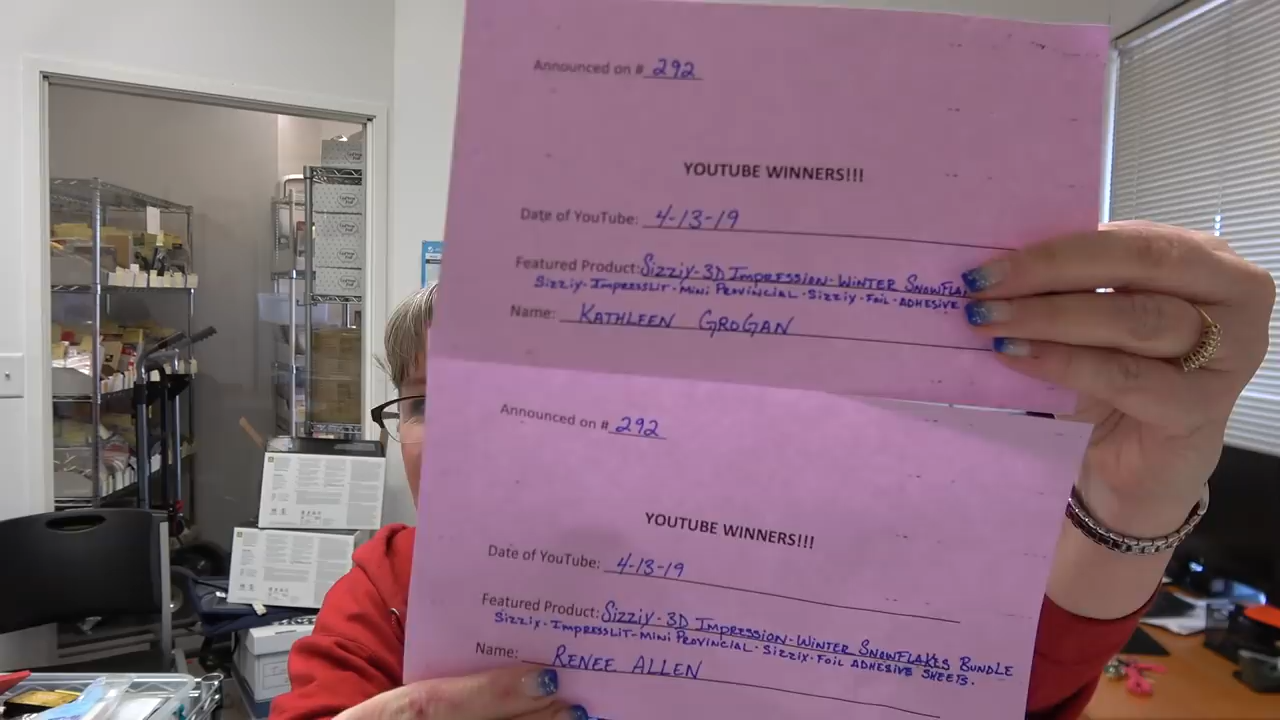 Announced on # 292
YOUTUBE WINNERS!!!
Date of YouTube: 4-13-19
Featured Product: Sizzix-3D Impression-Winter Snowfla
Sizzix-Impresslit-Mini Provincial-Sizzix-Foil-Adhesive
Name: Kathleen Grogan
Announced on # 292
YOUTUBE WINNERS!!!
Date of YouTube: 4-13-19
Featured Product: Sizzix-3D Impression-Winter Snowflakes Bundle
Sizzix-Impresslit-Mini Provincial-Sizzix-Foil Adhesive Sheets.
Name: Renee Allen